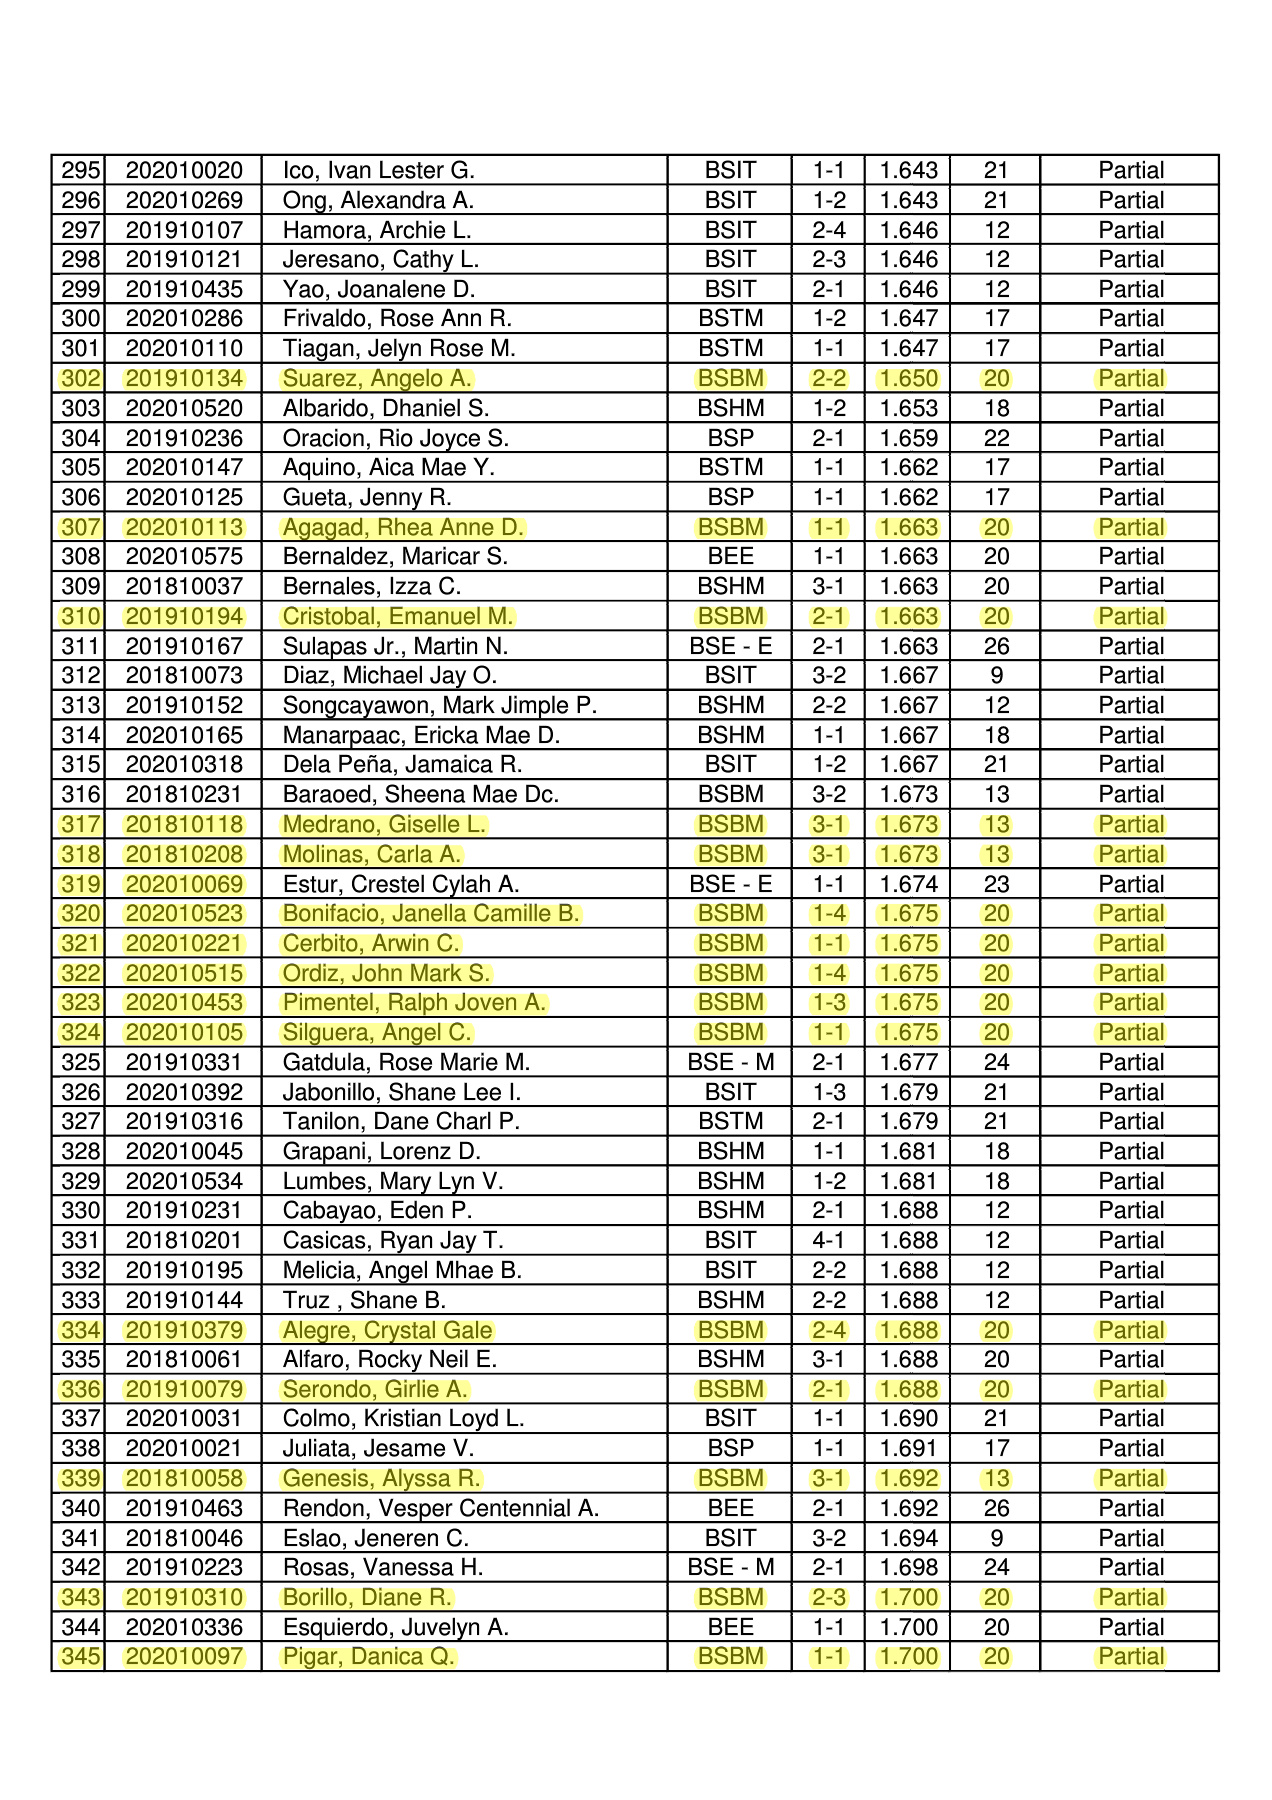 295 202010020 Ico, Ivan Lester G. BSIT 1-1 1.643 21 Partial
296 202010269 Ong, Alexandra A. BSIT 1-2 1.643 21 Partial
297 201910107 Hamora, Archie L. BSIT 2-4 1.646 12 Partial
298 201910121 Jeresano, Cathy L. BSIT 2-3 1.646 12 Partial
299 201910435 Yao, Joanalene D. BSIT 2-1 1.646 12 Partial
300 202010286 Frivaldo, Rose Ann R. BSTM 1-2 1.647 17 Partial
301 202010110 Tiagan, Jelyn Rose M. BSTM 1-1 1.647 17 Partial
302 201910134 Suarez, Angelo A. BSBM 2-2 1.650 20 Partial
303 202010520 Albarido, Dhaniel S. BSHM 1-2 1.653 18 Partial
304 201910236 Oracion, Rio Joyce S. BSP 2-1 1.659 22 Partial
305 202010147 Aquino, Aica Mae Y. BSTM 1-1 1.662 17 Partial
306 202010125 Gueta, Jenny R. BSP 1-1 1.662 17 Partial
307 202010113 Agagad, Rhea Anne D. BSBM 1-1 1.663 20 Partial
308 202010575 Bernaldez, Maricar S. BEE 1-1 1.663 20 Partial
309 201810037 Bernales, Izza C. BSHM 3-1 1.663 20 Partial
310 201910194 Cristobal, Emanuel M. BSBM 2-1 1.663 20 Partial
311 201910167 Sulapas Jr., Martin N. BSE - E 2-1 1.663 26 Partial
312 201810073 Diaz, Michael Jay O. BSIT 3-2 1.667 9 Partial
313 201910152 Songcayawon, Mark Jimple P. BSHM 2-2 1.667 12 Partial
314 202010165 Manarpaac, Ericka Mae D. BSHM 1-1 1.667 18 Partial
315 202010318 Dela Peña, Jamaica R. BSIT 1-2 1.667 21 Partial
316 201810231 Baraoed, Sheena Mae Dc. BSBM 3-2 1.673 13 Partial
317 201810118 Medrano, Giselle L. BSBM 3-1 1.673 13 Partial
318 201810208 Molinas, Carla A. BSBM 3-1 1.673 13 Partial
319 202010069 Estur, Crestel Cylah A. BSE - E 1-1 1.674 23 Partial
320 202010523 Bonifacio, Janella Camille B. BSBM 1-4 1.675 20 Partial
321 202010221 Cerbito, Arwin C. BSBM 1-1 1.675 20 Partial
322 202010515 Ordiz, John Mark S. BSBM 1-4 1.675 20 Partial
323 202010453 Pimentel, Ralph Joven A. BSBM 1-3 1.675 20 Partial
324 202010105 Silguera, Angel C. BSBM 1-1 1.675 20 Partial
325 201910331 Gatdula, Rose Marie M. BSE - M 2-1 1.677 24 Partial
326 202010392 Jabonillo, Shane Lee I. BSIT 1-3 1.679 21 Partial
327 201910316 Tanilon, Dane Charl P. BSTM 2-1 1.679 21 Partial
328 202010045 Grapani, Lorenz D. BSHM 1-1 1.681 18 Partial
329 202010534 Lumbes, Mary Lyn V. BSHM 1-2 1.681 18 Partial
330 201910231 Cabayao, Eden P. BSHM 2-1 1.688 12 Partial
331 201810201 Casicas, Ryan Jay T. BSIT 4-1 1.688 12 Partial
332 201910195 Melicia, Angel Mhae B. BSIT 2-2 1.688 12 Partial
333 201910144 Truz , Shane B. BSHM 2-2 1.688 12 Partial
334 201910379 Alegre, Crystal Gale BSBM 2-4 1.688 20 Partial
335 201810061 Alfaro, Rocky Neil E. BSHM 3-1 1.688 20 Partial
336 201910079 Serondo, Girlie A. BSBM 2-1 1.688 20 Partial
337 202010031 Colmo, Kristian Loyd L. BSIT 1-1 1.690 21 Partial
338 202010021 Juliata, Jesame V. BSP 1-1 1.691 17 Partial
339 201810058 Genesis, Alyssa R. BSBM 3-1 1.692 13 Partial
340 201910463 Rendon, Vesper Centennial A. BEE 2-1 1.692 26 Partial
341 201810046 Eslao, Jeneren C. BSIT 3-2 1.694 9 Partial
342 201910223 Rosas, Vanessa H. BSE - M 2-1 1.698 24 Partial
343 201910310 Borillo, Diane R. BSBM 2-3 1.700 20 Partial
344 202010336 Esquierdo, Juvelyn A. BEE 1-1 1.700 20 Partial
345 202010097 Pigar, Danica Q. BSBM 1-1 1.700 20 Partial